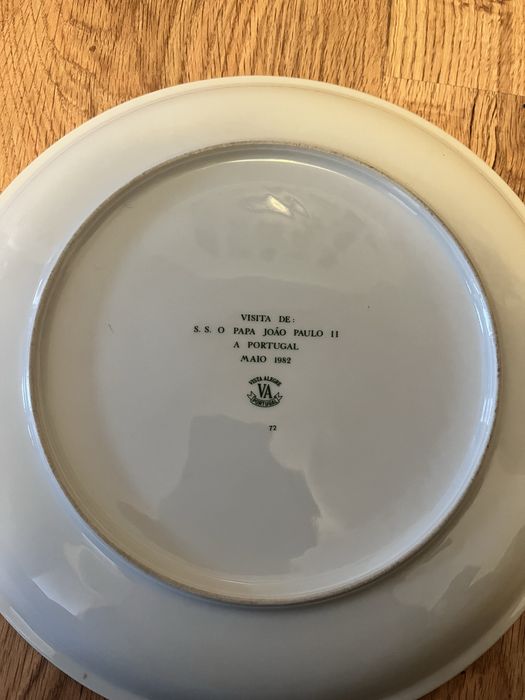 VISITA DE:
S. S. O PAPA JOÃO PAULO II
A PORTUGAL
MAIO 1982
VISTA ALEGRE
VA
PORTUGAL
72